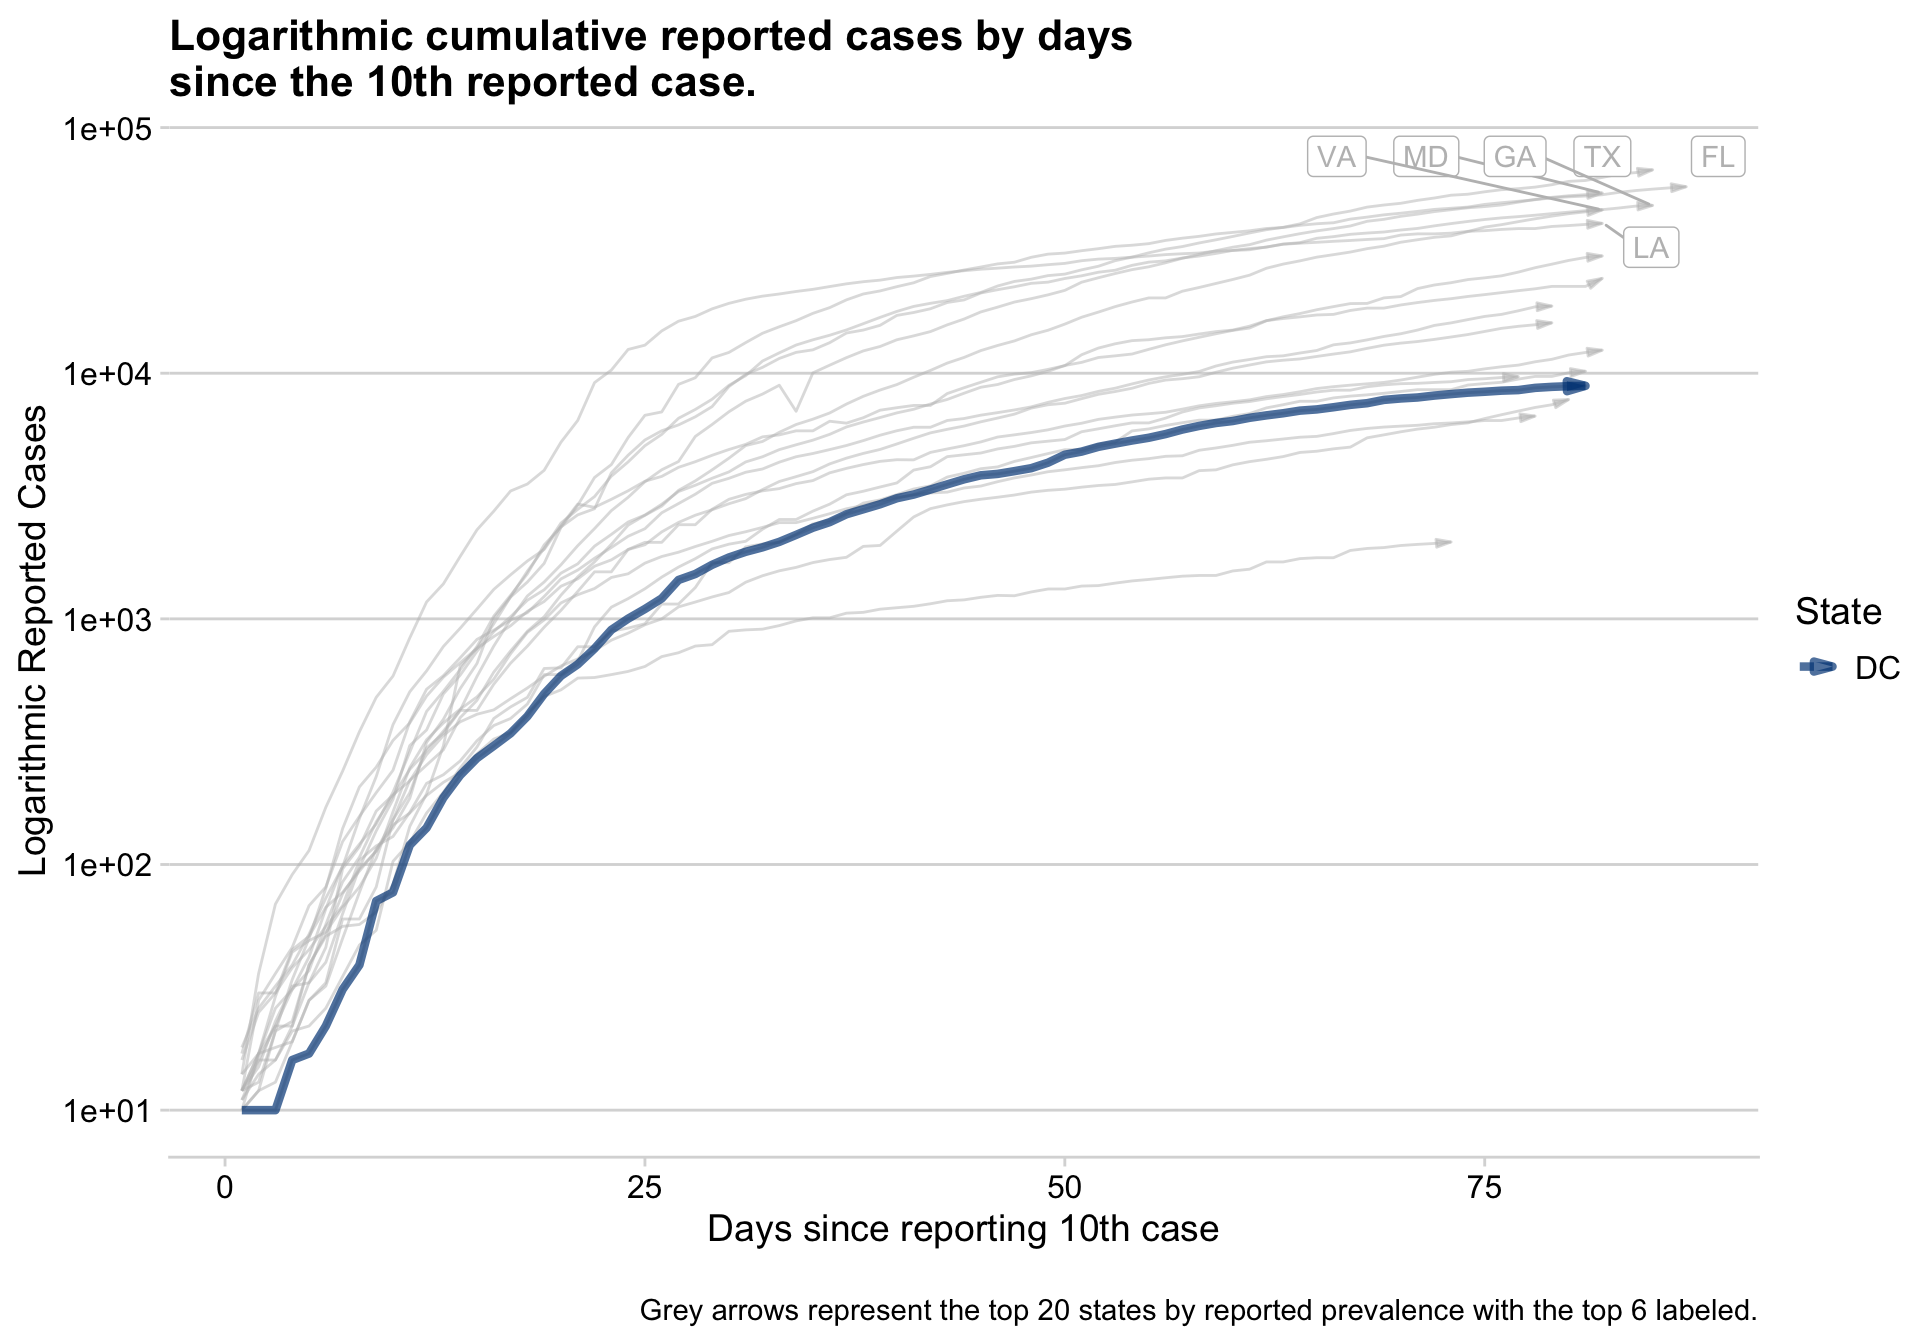 Logarithmic cumulative reported cases by days
since the 10th reported case.
1e+05
VA MD GA TX FL
LA
1e+04
1e+03
1e+02
1e+01
Logarithmic Reported Cases
State
DC
0 25 50 75
Days since reporting 10th case
Grey arrows represent the top 20 states by reported prevalence with the top 6 labeled.